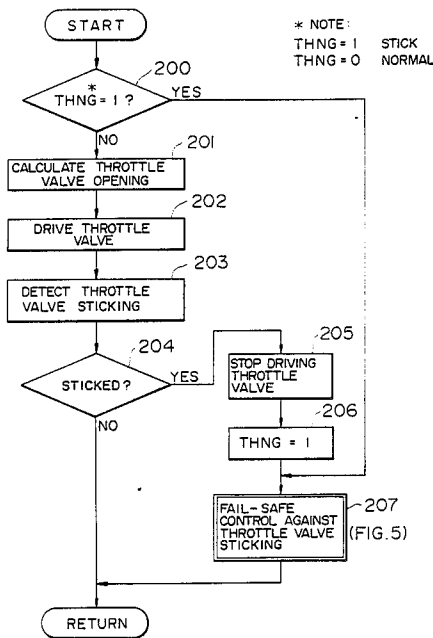 START
* NOTE:
THNG = 1 STICK
THNG = 0 NORMAL
200
*
THNG = 1 ?
YES
NO
201
CALCULATE THROTTLE
VALVE OPENING
202
DRIVE THROTTLE
VALVE
203
DETECT THROTTLE
VALVE STICKING
204
STICKED ?
YES
NO
205
STOP DRIVING
THROTTLE
VALVE
206
THNG = 1
207
FAIL-SAFE
CONTROL AGAINST
THROTTLE VALVE
STICKING
(FIG.5)
RETURN